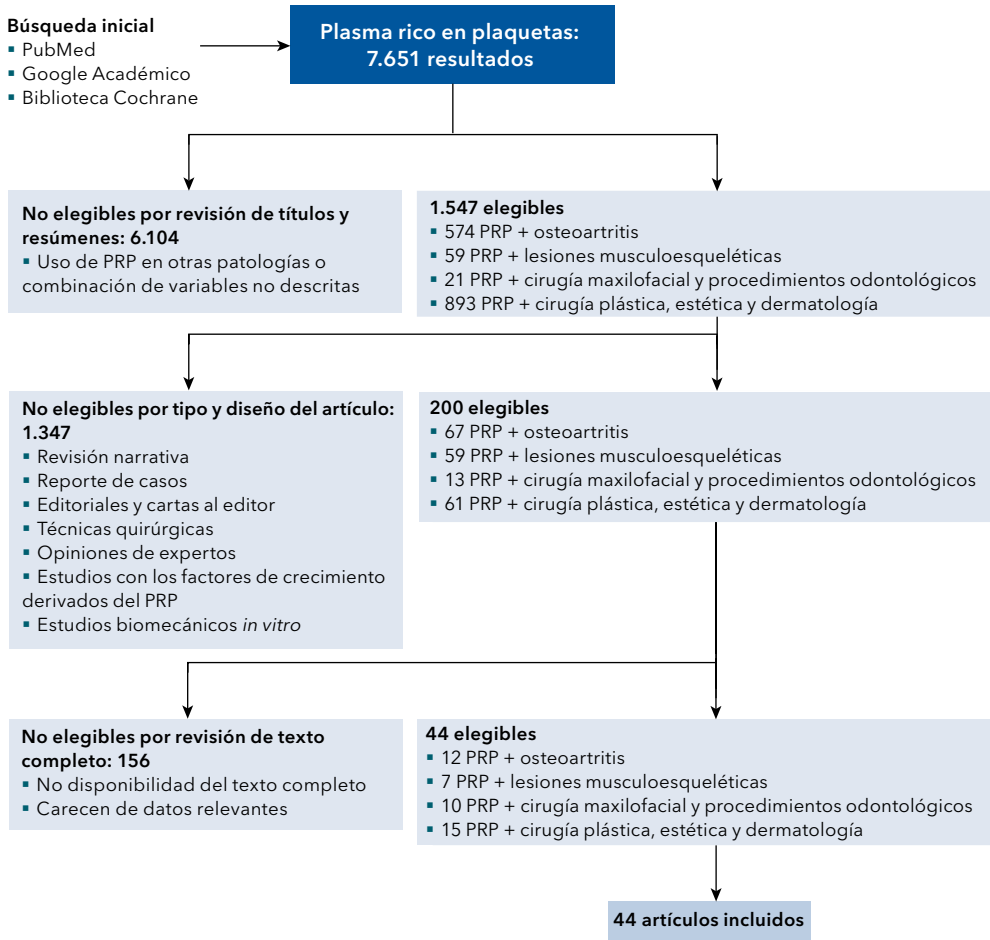 Búsqueda inicial
▪ PubMed
▪ Google Académico
▪ Biblioteca Cochrane
Plasma rico en plaquetas:
7.651 resultados
No elegibles por revisión de títulos y
resúmenes: 6.104
▪ Uso de PRP en otras patologías o
combinación de variables no descritas
1.547 elegibles
▪ 574 PRP + osteoartritis
▪ 59 PRP + lesiones musculoesqueléticas
▪ 21 PRP + cirugía maxilofacial y procedimientos odontológicos
▪ 893 PRP + cirugía plástica, estética y dermatología
No elegibles por tipo y diseño del artículo:
1.347
▪ Revisión narrativa
▪ Reporte de casos
▪ Editoriales y cartas al editor
▪ Técnicas quirúrgicas
▪ Opiniones de expertos
▪ Estudios con los factores de crecimiento
derivados del PRP
▪ Estudios biomecánicos in vitro
200 elegibles
▪ 67 PRP + osteoartritis
▪ 59 PRP + lesiones musculoesqueléticas
▪ 13 PRP + cirugía maxilofacial y procedimientos odontológicos
▪ 61 PRP + cirugía plástica, estética y dermatología
No elegibles por revisión de texto
completo: 156
▪ No disponibilidad del texto completo
▪ Carecen de datos relevantes
44 elegibles
▪ 12 PRP + osteoartritis
▪ 7 PRP + lesiones musculoesqueléticas
▪ 10 PRP + cirugía maxilofacial y procedimientos odontológicos
▪ 15 PRP + cirugía plástica, estética y dermatología
44 artículos incluidos